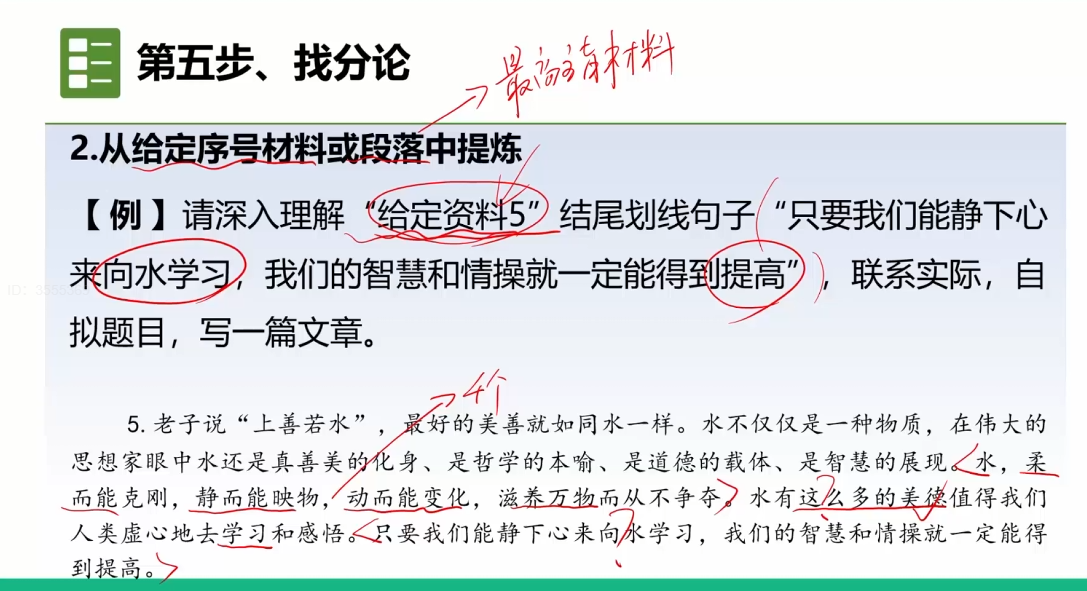 第五步、找分论
最高清材料
2.从给定序号材料或段落中提炼
【例】请深入理解“给定资料5”结尾划线句子“只要我们能静下心
来向水学习，我们的智慧和情操就一定能得到提高”，联系实际，自
拟题目，写一篇文章。
4个
5. 老子说“上善若水”，最好的美善就如同水一样。水不仅仅是一种物质，在伟大的
思想家眼中水还是真善美的化身、是哲学的本喻、是道德的载体、是智慧的展现。水，柔
而能克刚，静而能映物，动而能变化，滋养万物而从不争夺。水有这么多的美德值得我们
人类虚心地去学习和感悟。只要我们能静下心来向水学习，我们的智慧和情操就一定能得
到提高。